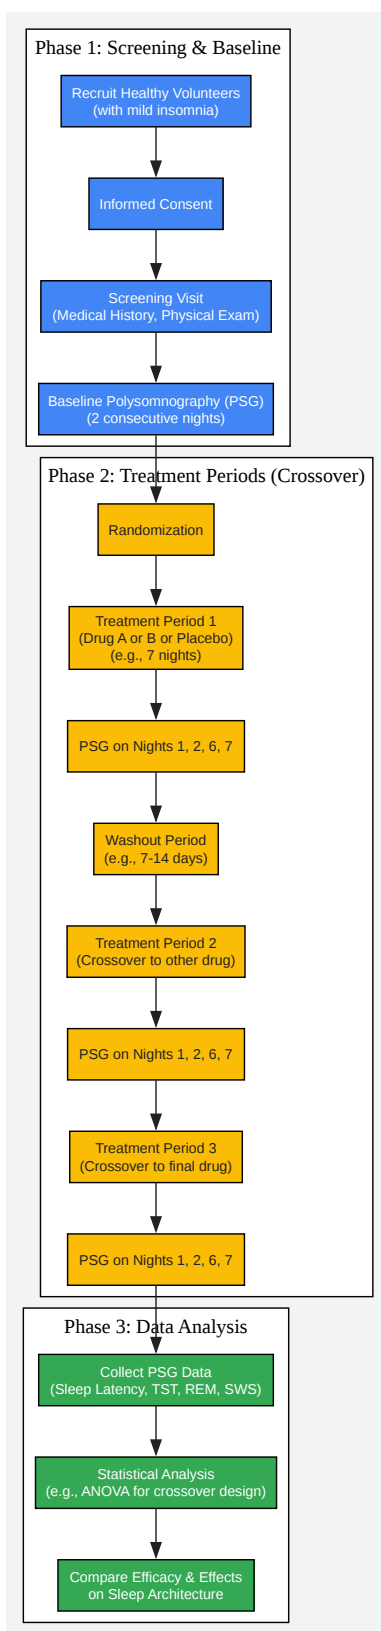 Phase 1: Screening & Baseline
Recruit Healthy Volunteers
(with mild insomnia)
Informed Consent
Screening Visit
(Medical History, Physical Exam)
Baseline Polysomnography (PSG)
(2 consecutive nights)
Phase 2: Treatment Periods (Crossover)
Randomization
Treatment Period 1
(Drug A or B or Placebo)
(e.g., 7 nights)
PSG on Nights 1, 2, 6, 7
Washout Period
(e.g., 7-14 days)
Treatment Period 2
(Crossover to other drug)
PSG on Nights 1, 2, 6, 7
Treatment Period 3
(Crossover to final drug)
PSG on Nights 1, 2, 6, 7
Phase 3: Data Analysis
Collect PSG Data
(Sleep Latency, TST, REM, SWS)
Statistical Analysis
(e.g., ANOVA for crossover design)
Compare Efficacy & Effects
on Sleep Architecture